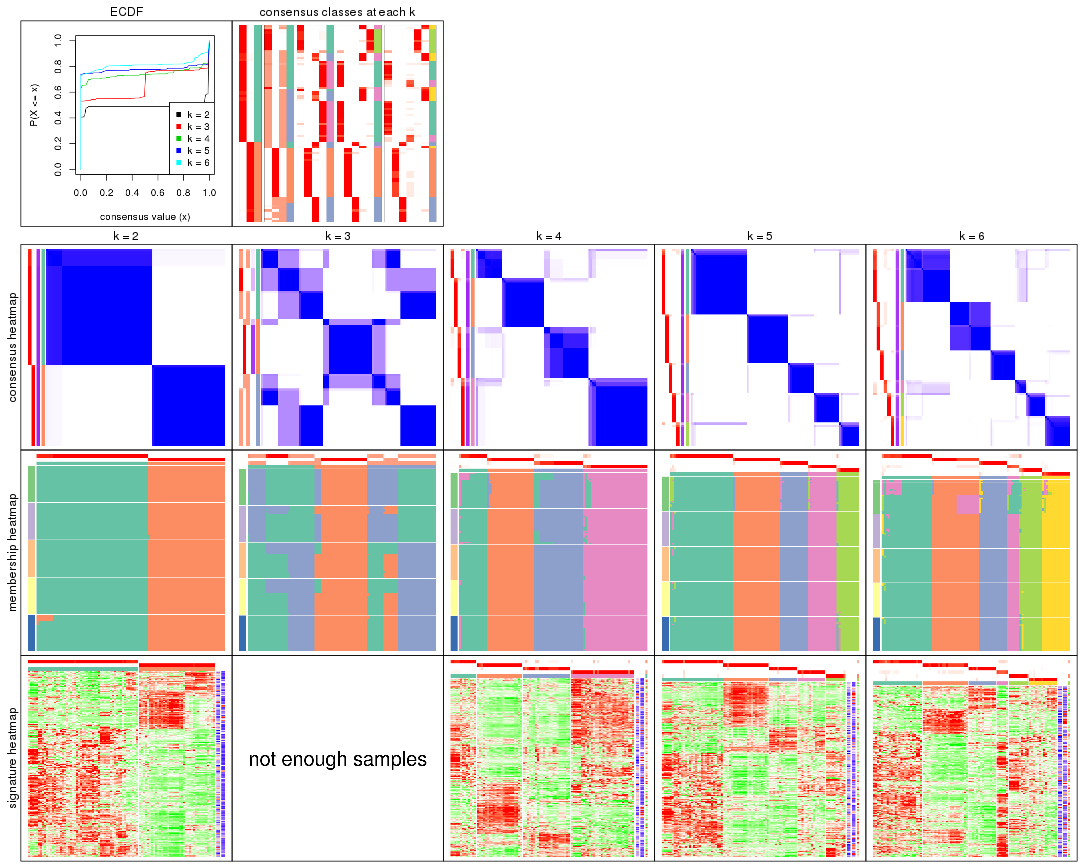 ECDF
consensus classes at each k
P(X <= x)
0.0 0.2 0.4 0.6 0.8 1.0
k = 2
k = 3
k = 4
k = 5
k = 6
0.0 0.2 0.4 0.6 0.8 1.0
consensus value (x)
k = 2 k = 3 k = 4 k = 5 k = 6
consensus heatmap
membership heatmap
signature heatmap
not enough samples